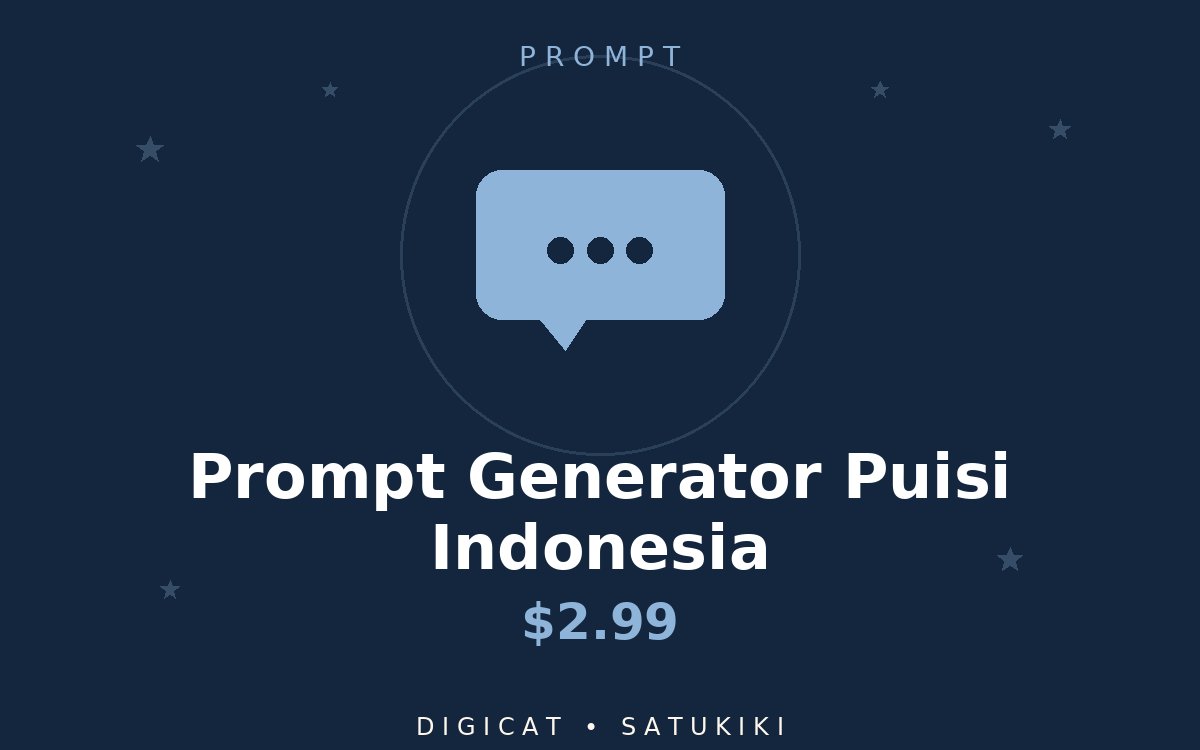 PROMPT
Prompt Generator Puisi
Indonesia
$2.99
DIGICAT • SATUKIKI